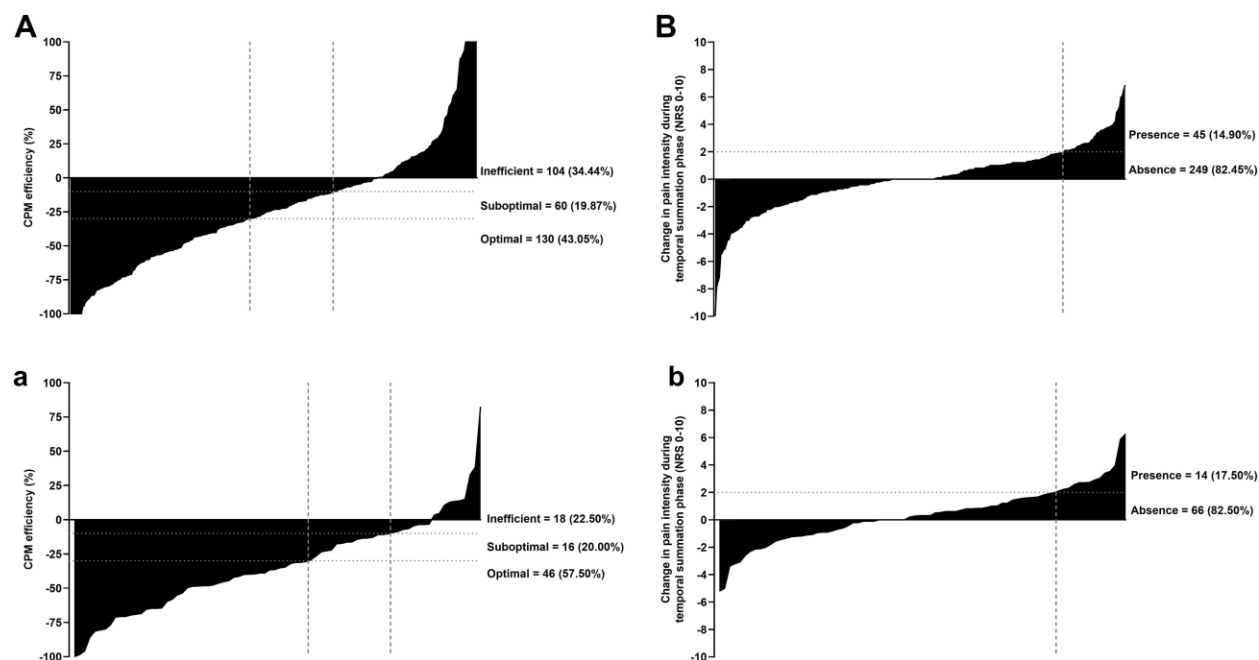 A
CPM efficiency (%)
100
75
50
25
0
-25
-50
-75
-100
Inefficient = 104 (34.44%)
Suboptimal = 60 (19.87%)
Optimal = 130 (43.05%)
B
Change in pain intensity during
temporal summation phase (NRS 0-10)
10
8
6
4
2
0
-2
-4
-6
-8
-10
Presence = 45 (14.90%)
Absence = 249 (82.45%)
a
CPM efficiency (%)
100
75
50
25
0
-25
-50
-75
-100
Inefficient = 18 (22.50%)
Suboptimal = 16 (20.00%)
Optimal = 46 (57.50%)
b
Change in pain intensity during
temporal summation phase (NRS 0-10)
10
8
6
4
2
0
-2
-4
-6
-8
-10
Presence = 14 (17.50%)
Absence = 66 (82.50%)